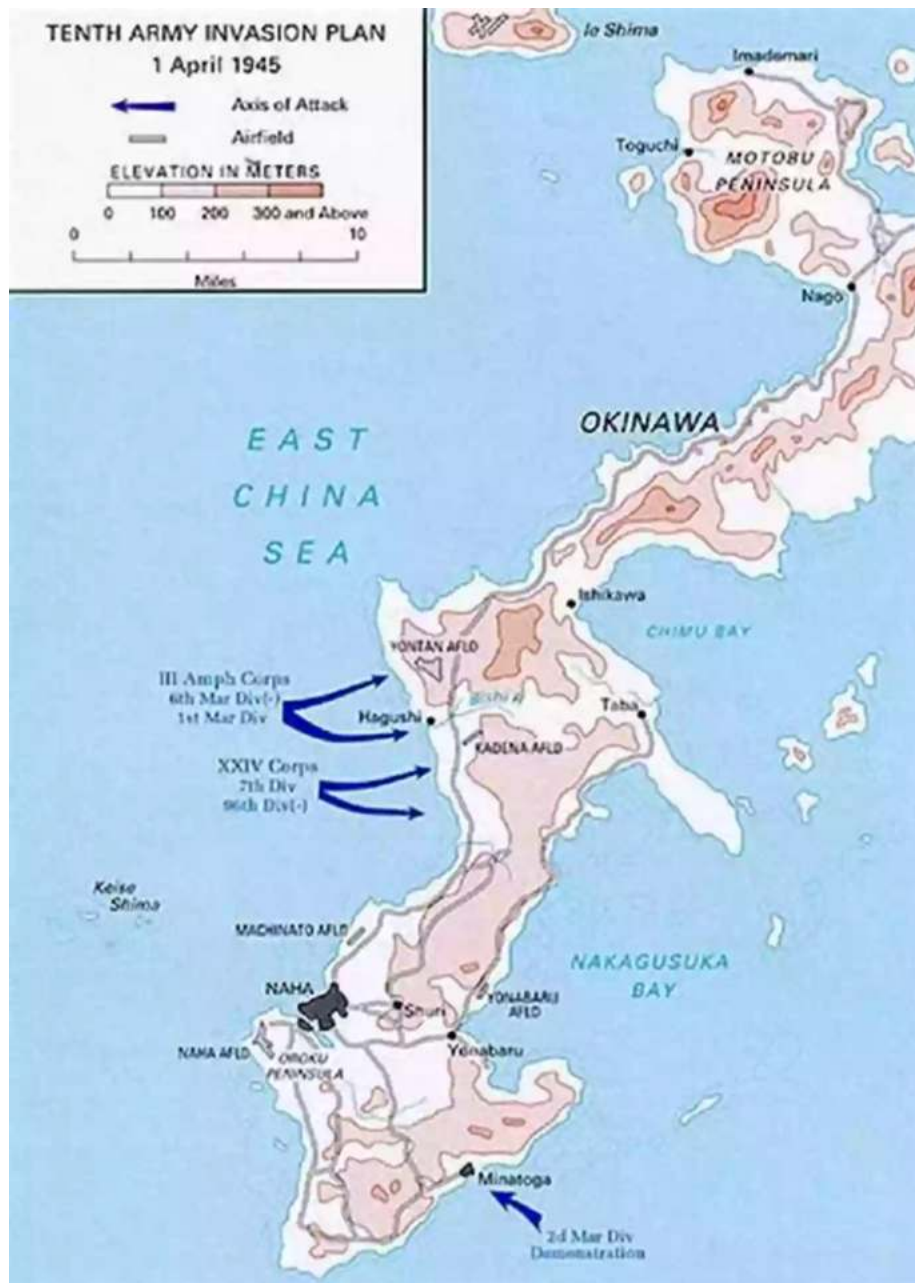 TENTH ARMY INVASION PLAN
1 April 1945
Axis of Attack
Airfield
ELEVATION IN METERS
0 100 200 300 and Above
0 10
Miles
Ie Shima
Imadomari
Toguchi
MOTOBU
PENINSULA
Nago
OKINAWA
EAST
CHINA
SEA
Ishikawa
CHIMU BAY
YONTAN AFLD
III Amph Corps
6th Mar Div(-)
1st Mar Div
Hagushi
Bishi R
Taba
KADENA AFLD
XXIV Corps
7th Div
96th Div(-)
Keise
Shima
MACHINATO AFLD
NAKAGUSUKA
BAY
NAHA
Shuri
YONABARU
AFLD
NAHA AFLD
OROKU
PENINSULA
Yonabaru
Minatoga
2d Mar Div
Demonstration